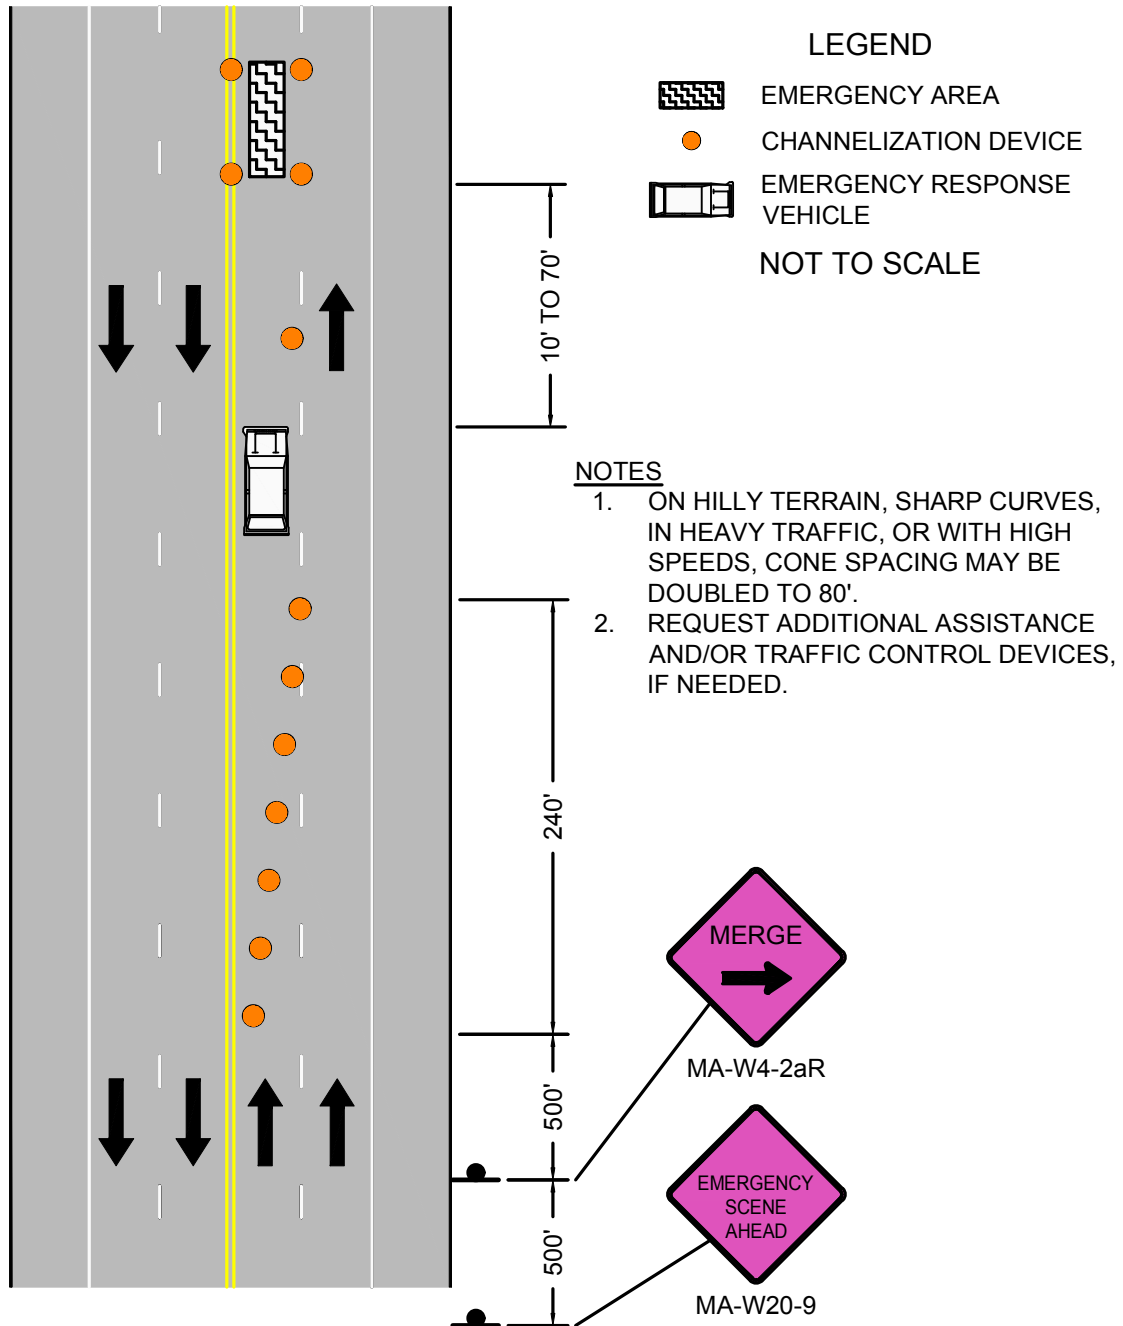 LEGEND
EMERGENCY AREA
CHANNELIZATION DEVICE
EMERGENCY RESPONSE
VEHICLE
NOT TO SCALE
10' TO 70'
NOTES
1. ON HILLY TERRAIN, SHARP CURVES,
IN HEAVY TRAFFIC, OR WITH HIGH
SPEEDS, CONE SPACING MAY BE
DOUBLED TO 80'.
2. REQUEST ADDITIONAL ASSISTANCE
AND/OR TRAFFIC CONTROL DEVICES,
IF NEEDED.
240'
MERGE
MA-W4-2aR
500'
EMERGENCY
SCENE
AHEAD
500'
MA-W20-9